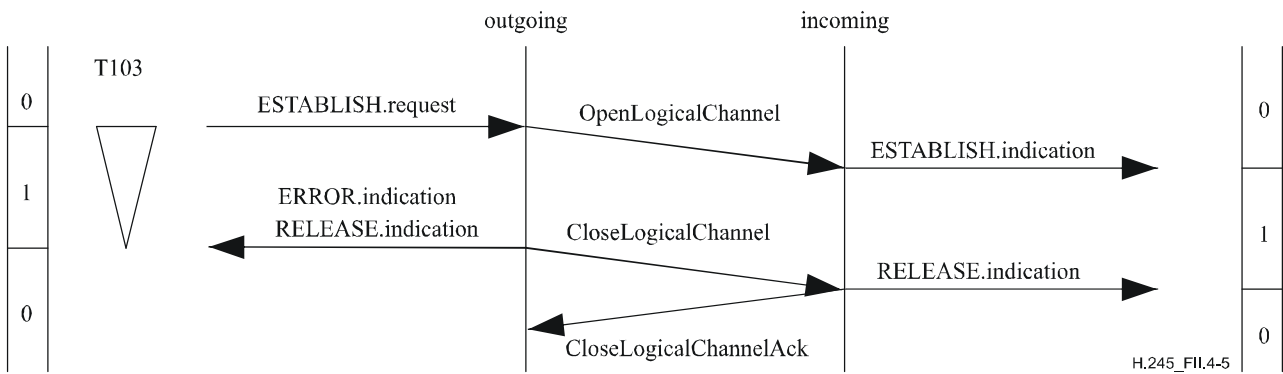 outgoing
incoming
T103
0
ESTABLISH.request
OpenLogicalChannel
0
ESTABLISH.indication
1
ERROR.indication
RELEASE.indication
CloseLogicalChannel
1
RELEASE.indication
0
CloseLogicalChannelAck
0
H.245_FII.4-5